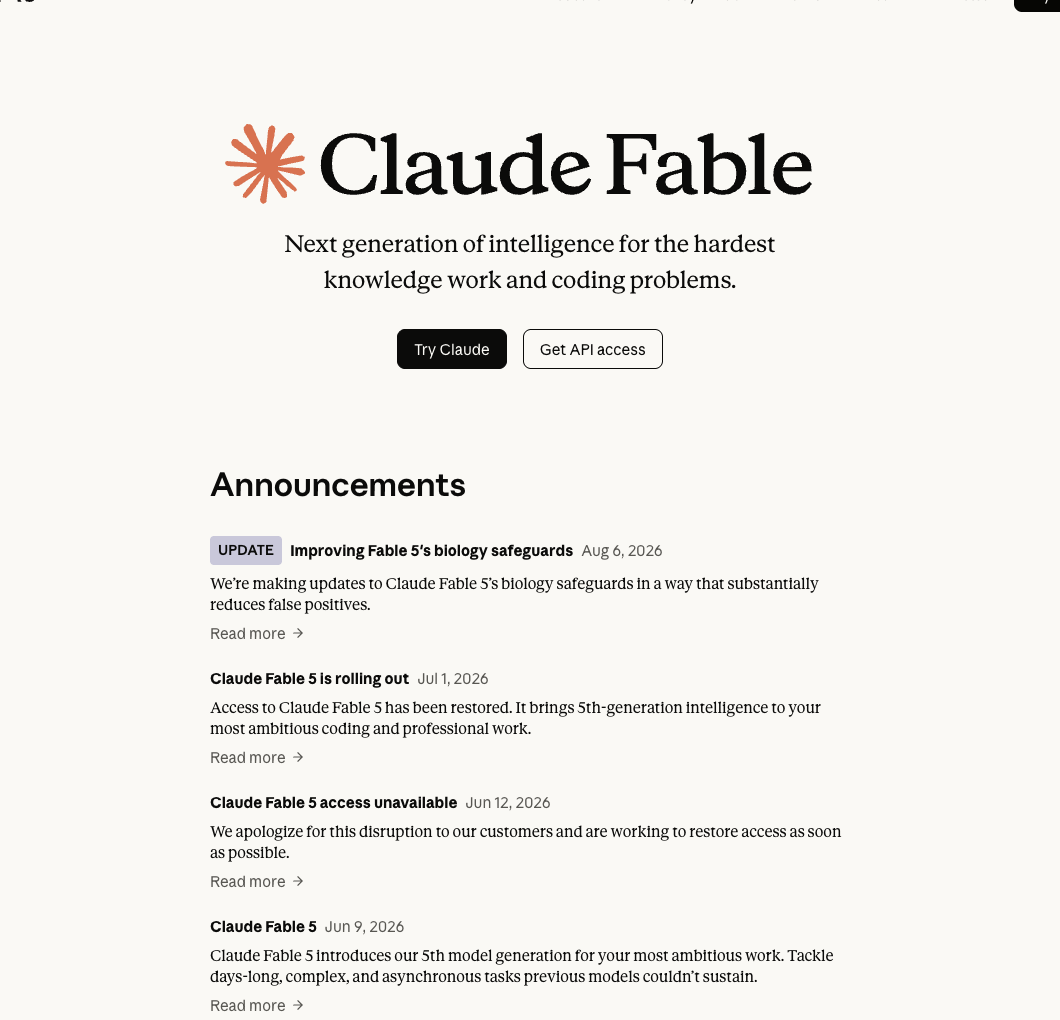 Claude Fable
Next generation of intelligence for the hardest
knowledge work and coding problems.
Try Claude
Get API access
Announcements
UPDATE Improving Fable 5's biology safeguards Aug 6, 2026
We're making updates to Claude Fable 5's biology safeguards in a way that substantially
reduces false positives.
Read more →
Claude Fable 5 is rolling out Jul 1, 2026
Access to Claude Fable 5 has been restored. It brings 5th-generation intelligence to your
most ambitious coding and professional work.
Read more →
Claude Fable 5 access unavailable Jun 12, 2026
We apologize for this disruption to our customers and are working to restore access as soon
as possible.
Read more →
Claude Fable 5 Jun 9, 2026
Claude Fable 5 introduces our 5th model generation for your most ambitious work. Tackle
days-long, complex, and asynchronous tasks previous models couldn't sustain.
Read more →